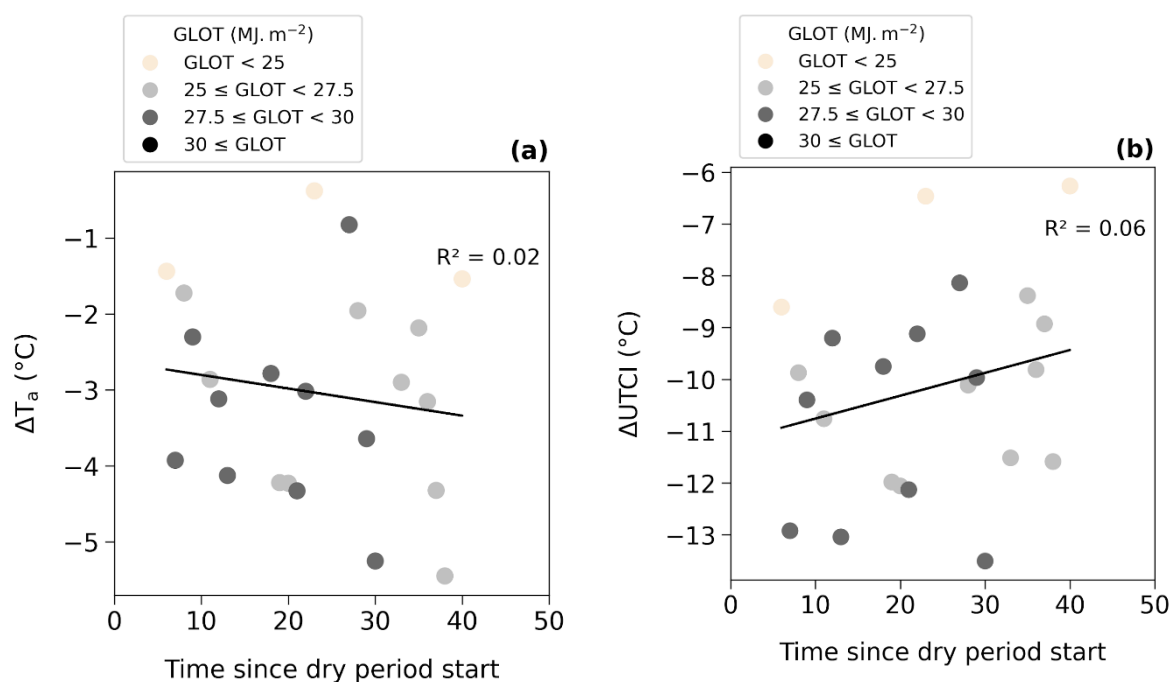 GLOT (MJ. m⁻²)
GLOT < 25
25 ≤ GLOT < 27.5
27.5 ≤ GLOT < 30
30 ≤ GLOT
(a)
R² = 0.02
−1
−2
−3
−4
−5
ΔTₐ (°C)
0 10 20 30 40 50
Time since dry period start
GLOT (MJ. m⁻²)
GLOT < 25
25 ≤ GLOT < 27.5
27.5 ≤ GLOT < 30
30 ≤ GLOT
(b)
R² = 0.06
−6
−7
−8
−9
−10
−11
−12
−13
ΔUTCI (°C)
0 10 20 30 40 50
Time since dry period start